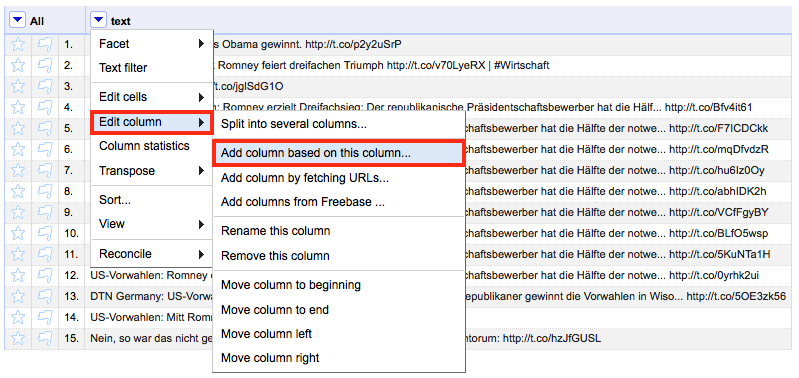 All text
1. s Obama gewinnt. http://t.co/p2y2uSrP
2. Romney feiert dreifachen Triumph http://t.co/v70LyeRX | #Wirtschaft
3. t.co/jglSdG1O
4. Romney erzielt Dreifachsieg: Der republikanische Präsidentschaftsbewerber hat die Hälf... http://t.co/Bfv4it61
5. chaftsbewerber hat die Hälfte der notwe... http://t.co/F7ICDCkk
6. chaftsbewerber hat die Hälfte der notwe... http://t.co/mqDfvdzR
7. chaftsbewerber hat die Hälfte der notwe... http://t.co/hu6Iz0Oy
8. chaftsbewerber hat die Hälfte der notwe... http://t.co/abhIDK2h
9. chaftsbewerber hat die Hälfte der notwe... http://t.co/VCfFgyBY
10. chaftsbewerber hat die Hälfte der notwe... http://t.co/BLfO5wsp
11. chaftsbewerber hat die Hälfte der notwe... http://t.co/5KuNTa1H
12. US-Vorwahlen: Romney chaftsbewerber hat die Hälfte der notwe... http://t.co/0yrhk2ui
13. DTN Germany: US-Vorwa epublikaner gewinnt die Vorwahlen in Wiso... http://t.co/5OE3zk56
14. US-Vorwahlen: Mitt Rom
15. Nein, so war das nicht ge torum: http://t.co/hzJfGUSL
Facet
Text filter
Edit cells
Edit column
Column statistics
Transpose
Sort...
View
Reconcile
Split into several columns...
Add column based on this column...
Add column by fetching URLs...
Add columns from Freebase ...
Rename this column
Remove this column
Move column to beginning
Move column to end
Move column left
Move column right